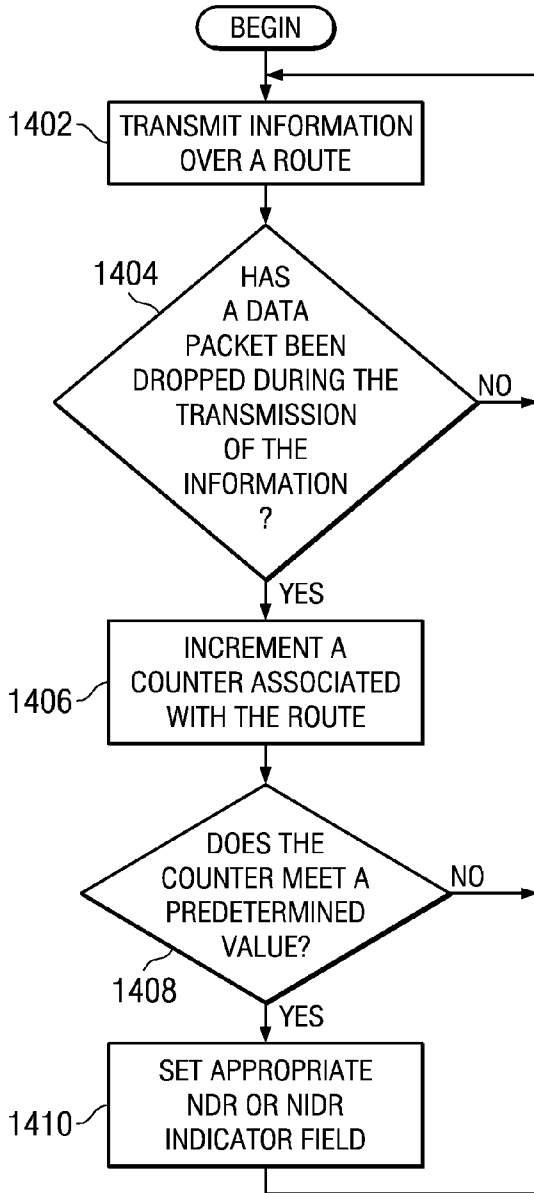 BEGIN
1402
TRANSMIT INFORMATION
OVER A ROUTE
1404
HAS
A DATA
PACKET BEEN
DROPPED DURING THE
TRANSMISSION
OF THE
INFORMATION
?
NO
YES
1406
INCREMENT A
COUNTER ASSOCIATED
WITH THE ROUTE
DOES THE
COUNTER MEET A
PREDETERMINED
VALUE?
NO
1408
YES
1410
SET APPROPRIATE
NDR OR NIDR
INDICATOR FIELD